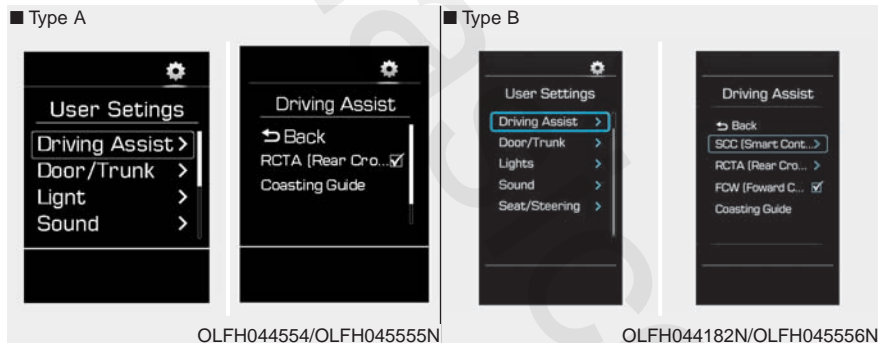 ■ Type A
User Setings
Driving Assist >
Door/Trunk >
Lignt >
Sound >
Driving Assist
Back
RCTA (Rear Cro...
Coasting Guide
OLFH044554/OLFH045555N
■ Type B
User Settings
Driving Assist >
Door/Trunk >
Lights >
Sound >
Seat/Steering >
Driving Assist
Back
SCC (Smart Cont...>
RCTA (Rear Cro... >
FCW (Foward C...
Coasting Guide
OLFH044182N/OLFH045556N